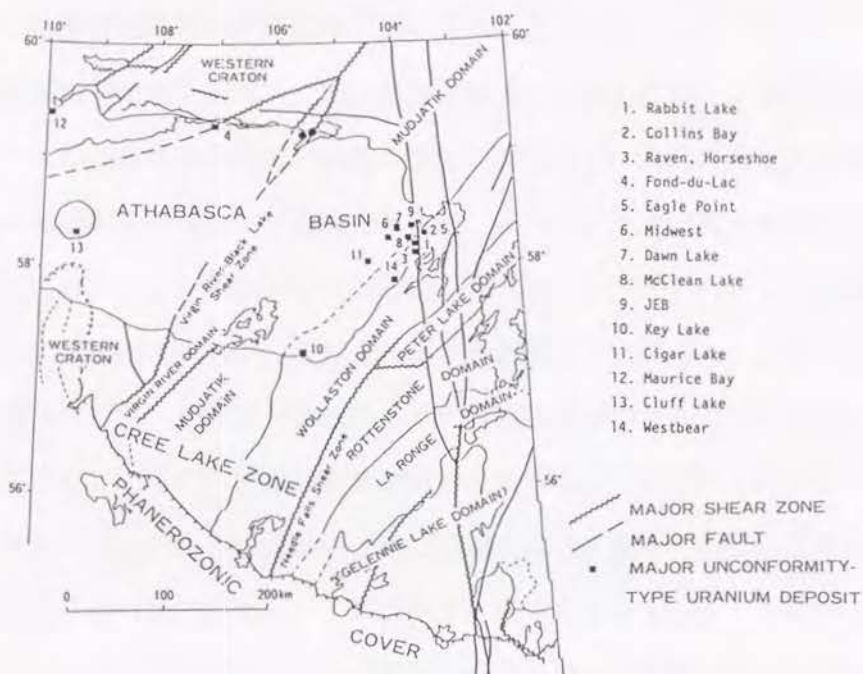 110
108
106
104
102
60
60
WESTERN
CRATON
MUDJATIK DOMAIN
12
4
ATHABASCA
BASIN
13
58
58
9
7
6
2 5
8
1
3
11
14
10
Virgin River-Black Lake
Shear Zone
WESTERN
CRATON
VIRGIN RIVER DOMAIN
MUDJATIK
DOMAIN
WOLLASTON DOMAIN
PETER LAKE DOMAIN
ROTTENSTONE DOMAIN
LA RONGE DOMAIN
CREE LAKE ZONE
Needle Falls Shear Zone
GELENNIE LAKE DOMAIN
56
56
PHANEROZONIC
COVER
0 100 200km
1. Rabbit Lake
2. Collins Bay
3. Raven, Horseshoe
4. Fond-du-Lac
5. Eagle Point
6. Midwest
7. Dawn Lake
8. McClean Lake
9. JEB
10. Key Lake
11. Cigar Lake
12. Maurice Bay
13. Cluff Lake
14. Westbear
MAJOR SHEAR ZONE
MAJOR FAULT
MAJOR UNCONFORMITY-
TYPE URANIUM DEPOSIT